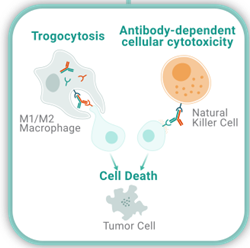 Trogocytosis
Antibody-dependent
cellular cytotoxicity
M1/M2
Macrophage
Natural
Killer Cell
Cell Death
Tumor Cell